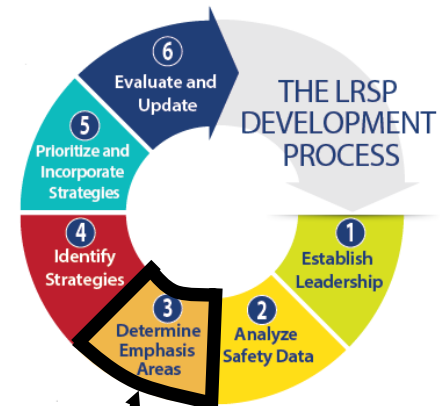 THE LRSP
DEVELOPMENT
PROCESS
1
Establish
Leadership
2
Analyze
Safety Data
3
Determine
Emphasis
Areas
4
Identify
Strategies
5
Prioritize and
Incorporate
Strategies
6
Evaluate and
Update